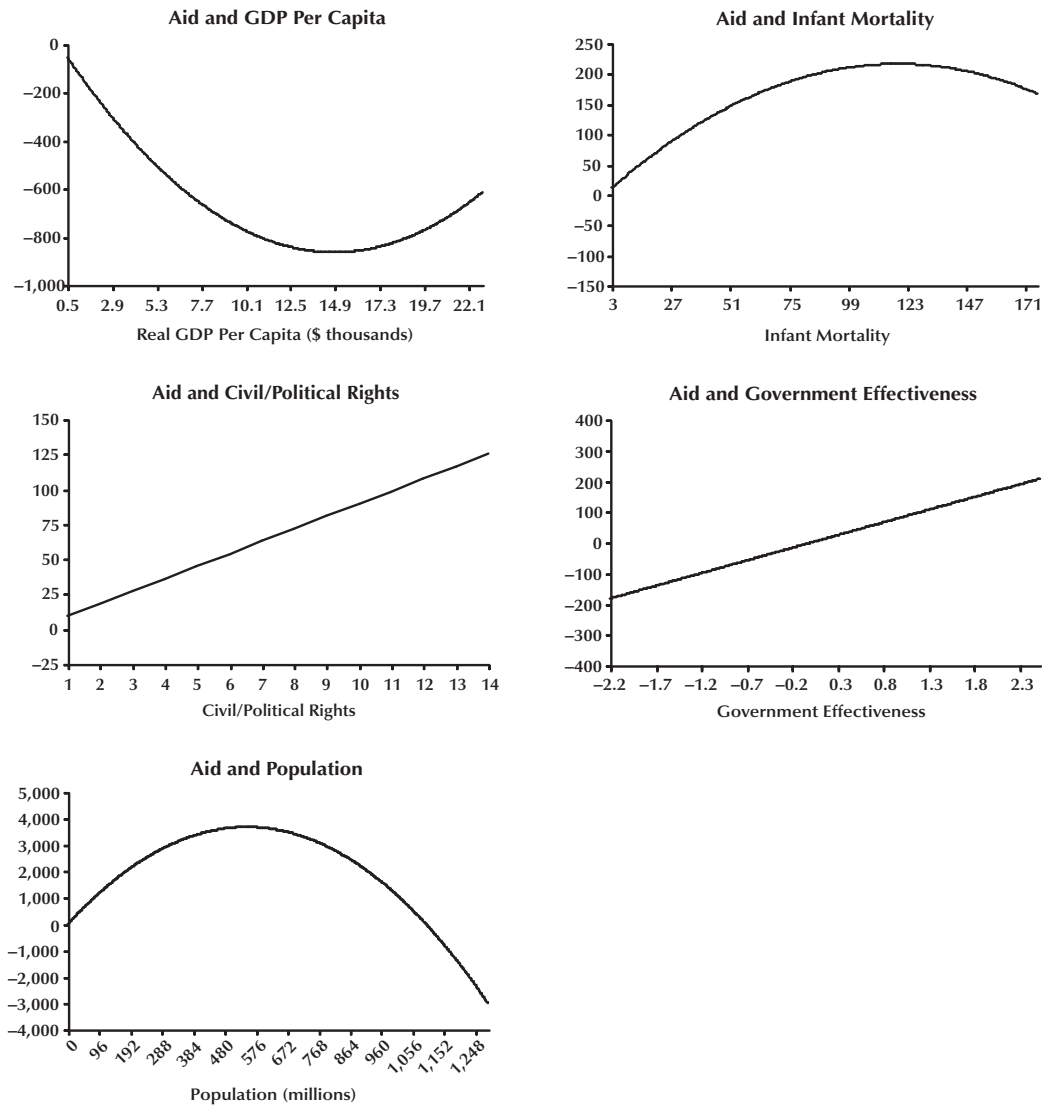 Aid and GDP Per Capita
0
–200
–400
–600
–800
–1,000
0.5 2.9 5.3 7.7 10.1 12.5 14.9 17.3 19.7 22.1
Real GDP Per Capita ($ thousands)
Aid and Infant Mortality
250
200
150
100
50
0
–50
–100
–150
3 27 51 75 99 123 147 171
Infant Mortality
Aid and Civil/Political Rights
150
125
100
75
50
25
0
–25
1 2 3 4 5 6 7 8 9 10 11 12 13 14
Civil/Political Rights
Aid and Government Effectiveness
400
300
200
100
0
–100
–200
–300
–400
–2.2 –1.7 –1.2 –0.7 –0.2 0.3 0.8 1.3 1.8 2.3
Government Effectiveness
Aid and Population
5,000
4,000
3,000
2,000
1,000
0
–1,000
–2,000
–3,000
–4,000
0 96 192 288 384 480 576 672 768 864 960 1,056 1,152 1,248
Population (millions)